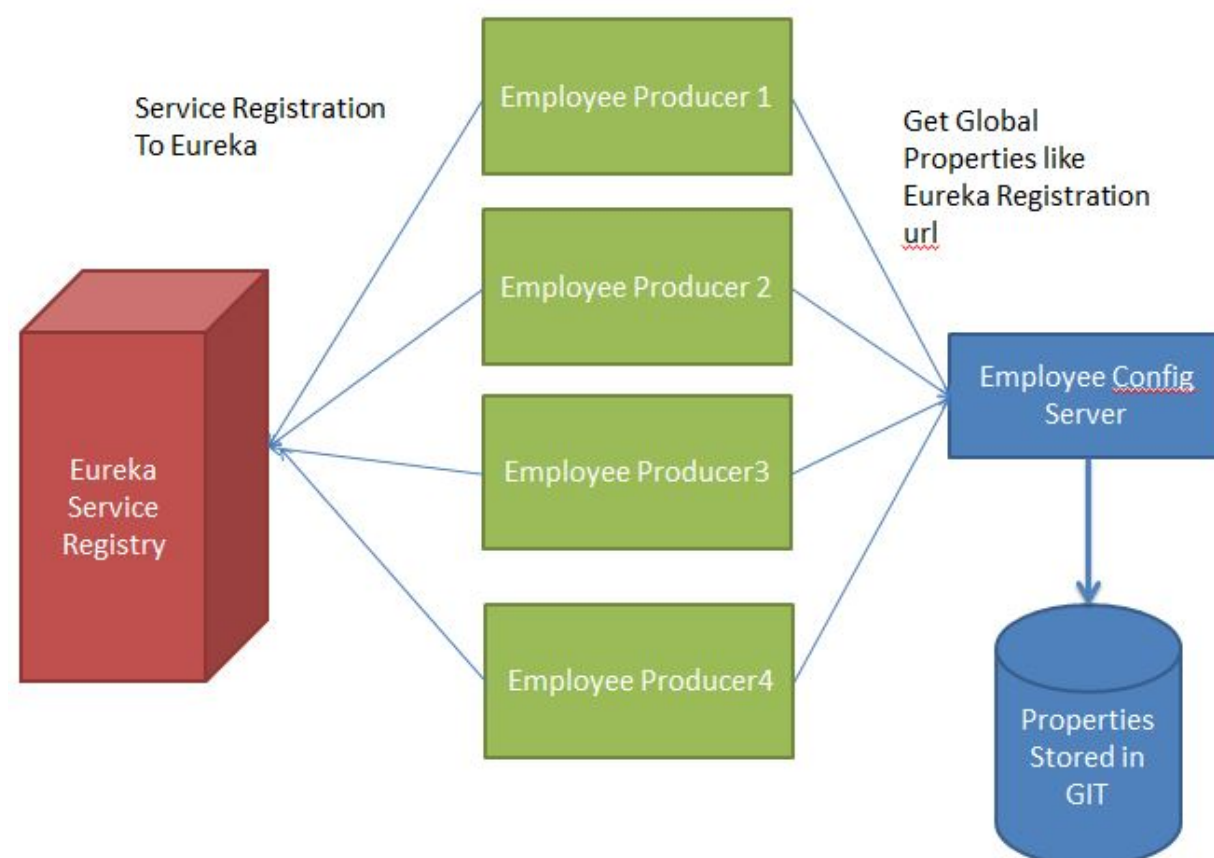 Service Registration
To Eureka
Employee Producer 1
Get Global
Properties like
Eureka Registration
url
Employee Producer 2
Eureka
Service
Registry
Employee Producer3
Employee Config
Server
Employee Producer4
Properties
Stored in
GIT